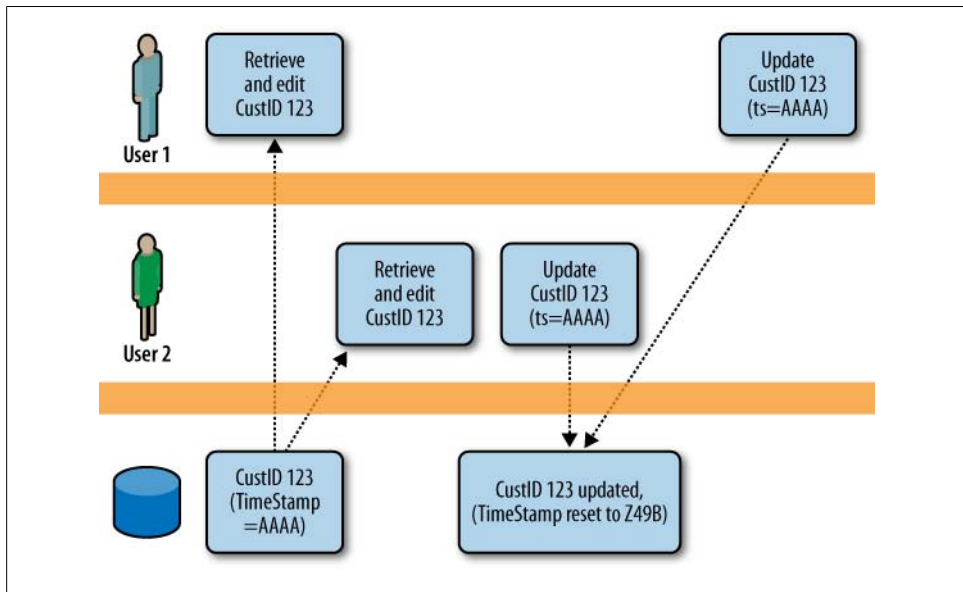 Retrieve
and edit
CustID 123
Update
CustID 123
(ts=AAAA)
User 1
Retrieve
and edit
CustID 123
Update
CustID 123
(ts=AAAA)
User 2
CustID 123
(TimeStamp
=AAAA)
CustID 123 updated,
(TimeStamp reset to Z49B)